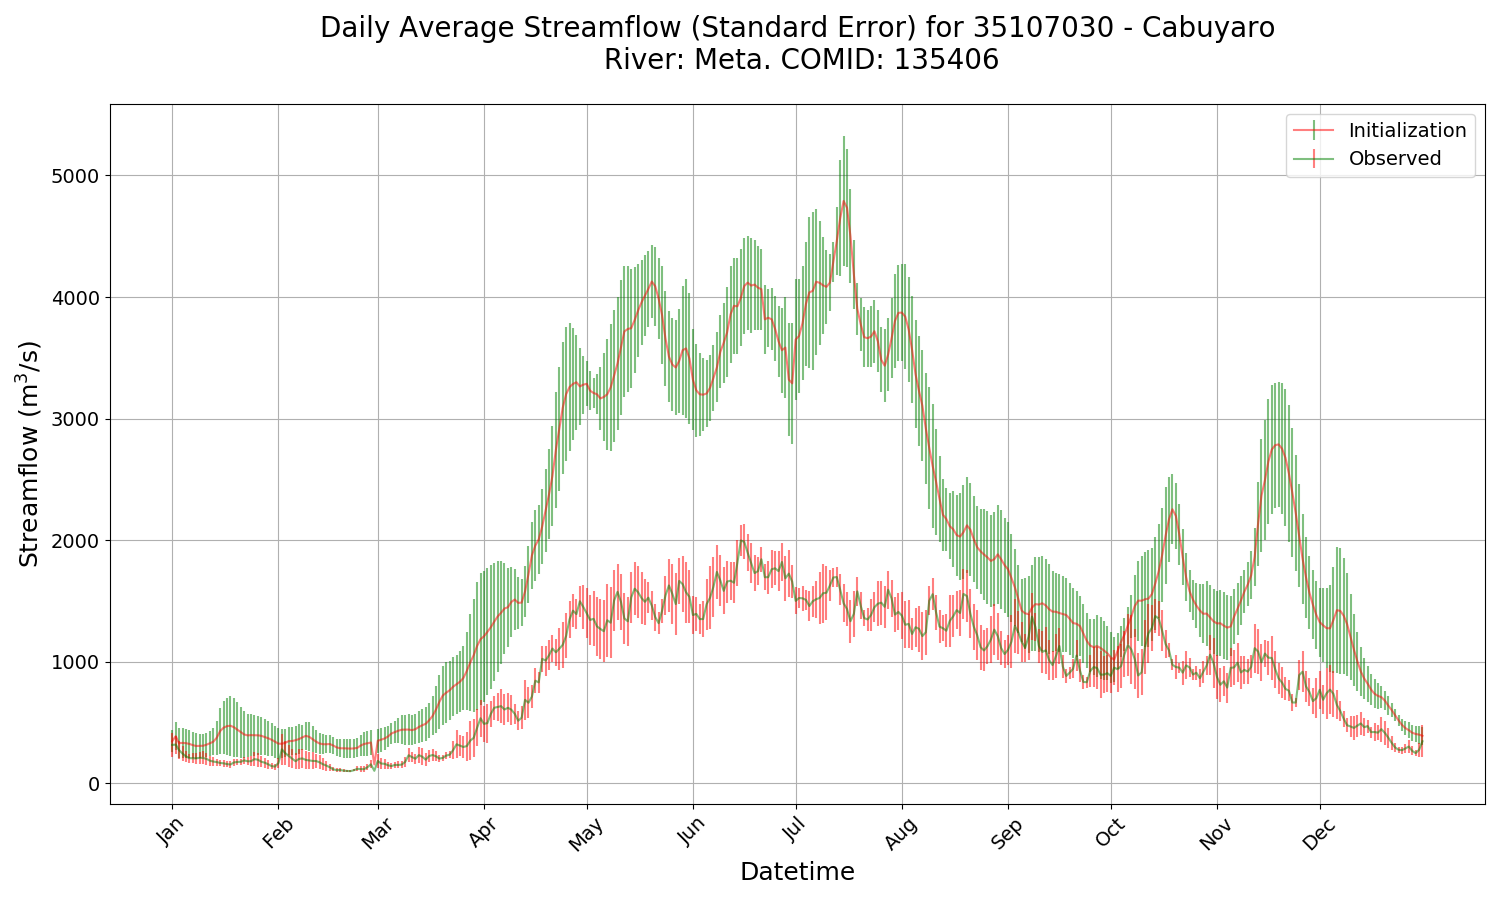 Daily Average Streamflow (Standard Error) for 35107030 - Cabuyaro
River: Meta. COMID: 135406
Initialization
Observed
Streamflow (m³/s)
5000
4000
3000
2000
1000
0
Jan
Feb
Mar
Apr
May
Jun
Jul
Aug
Sep
Oct
Nov
Dec
Datetime